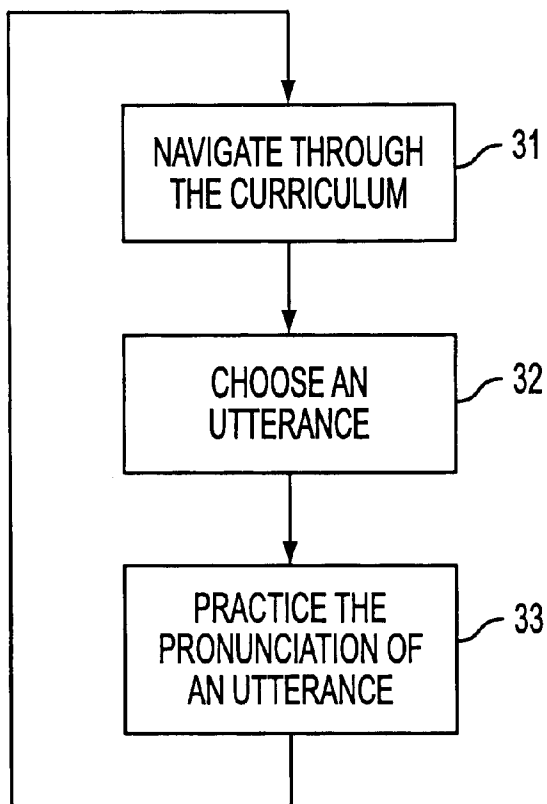 NAVIGATE THROUGH
THE CURRICULUM
31
CHOOSE AN
UTTERANCE
32
PRACTICE THE
PRONUNCIATION OF
AN UTTERANCE
33